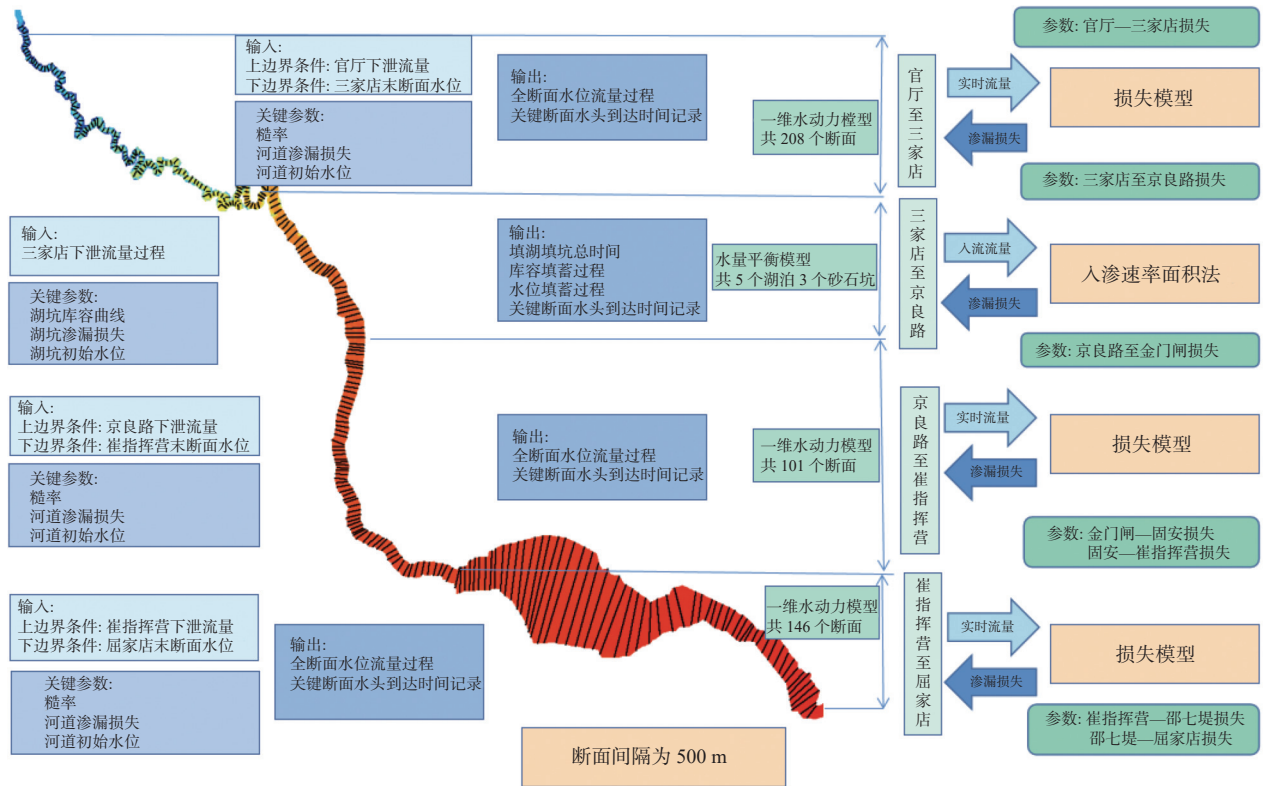 输入:
上边界条件: 官厅下泄流量
下边界条件: 三家店末断面水位
关键参数:
糙率
河道渗漏损失
河道初始水位
输出:
全断面水位流量过程
关键断面水头到达时间记录
一维水动力模型
共 208 个断面
官厅至三家店
实时流量
渗漏损失
参数: 官厅—三家店损失
损失模型
参数: 三家店至京良路损失
输入:
三家店下泄流量过程
关键参数:
湖坑库容曲线
湖坑渗漏损失
湖坑初始水位
输出:
填湖填坑总时间
库容填蓄过程
水位填蓄过程
关键断面水头到达时间记录
水量平衡模型
共 5 个湖泊 3 个砂石坑
三家店至京良路
入流流量
渗漏损失
入渗速率面积法
参数: 京良路至金门闸损失
输入:
上边界条件: 京良路下泄流量
下边界条件: 崔指挥营末断面水位
关键参数:
糙率
河道渗漏损失
河道初始水位
输出:
全断面水位流量过程
关键断面水头到达时间记录
一维水动力模型
共 101 个断面
京良路至崔指挥营
实时流量
渗漏损失
损失模型
参数: 金门闸—固安损失
固安—崔指挥营损失
输入:
上边界条件: 崔指挥营下泄流量
下边界条件: 屈家店末断面水位
关键参数:
糙率
河道渗漏损失
河道初始水位
输出:
全断面水位流量过程
关键断面水头到达时间记录
一维水动力模型
共 146 个断面
崔指挥营至屈家店
实时流量
渗漏损失
损失模型
参数: 崔指挥营—邵七堤损失
邵七堤—屈家店损失
断面间隔为 500 m